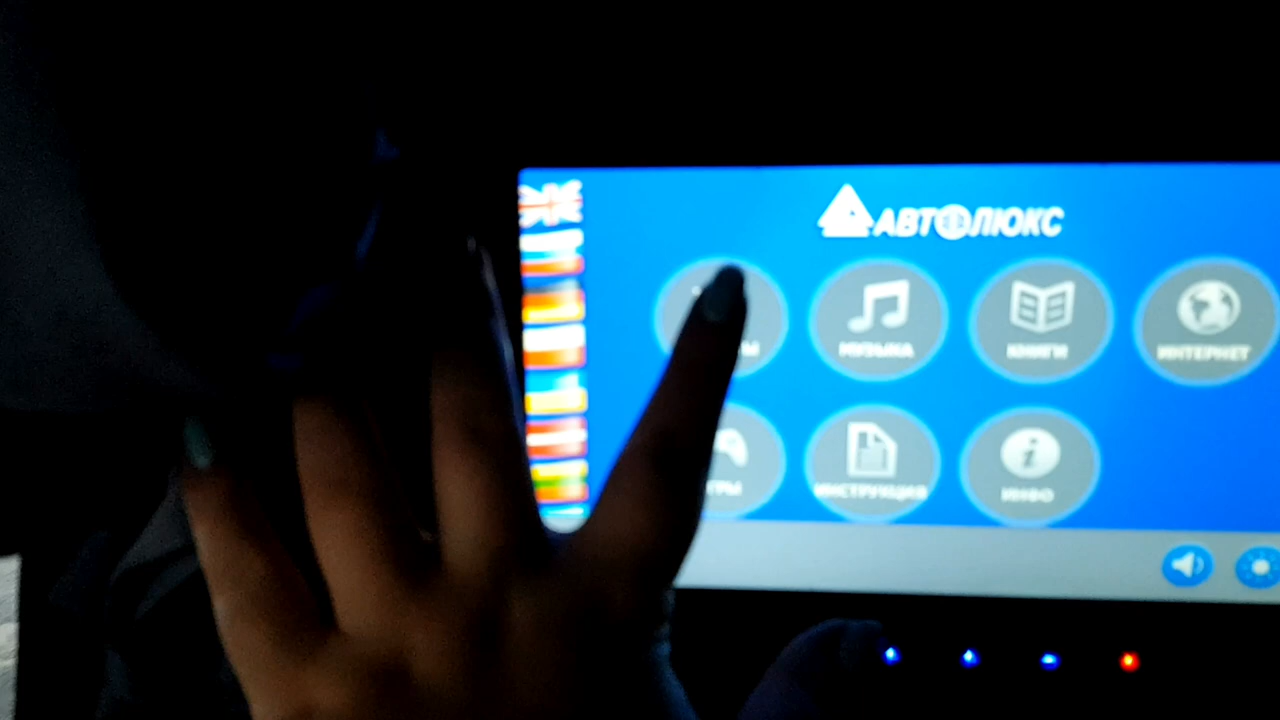 АВТОЛЮКС
МУЗЫКА
КНИГИ
ИНТЕРНЕТ
ИНСТРУКЦИЯ
ИНФО